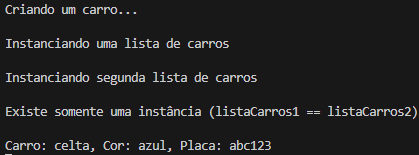 Criando um carro...
Instanciando uma lista de carros
Instanciando segunda lista de carros
Existe somente uma instância (listaCarros1 == listaCarros2)
Carro: celta, Cor: azul, Placa: abc123